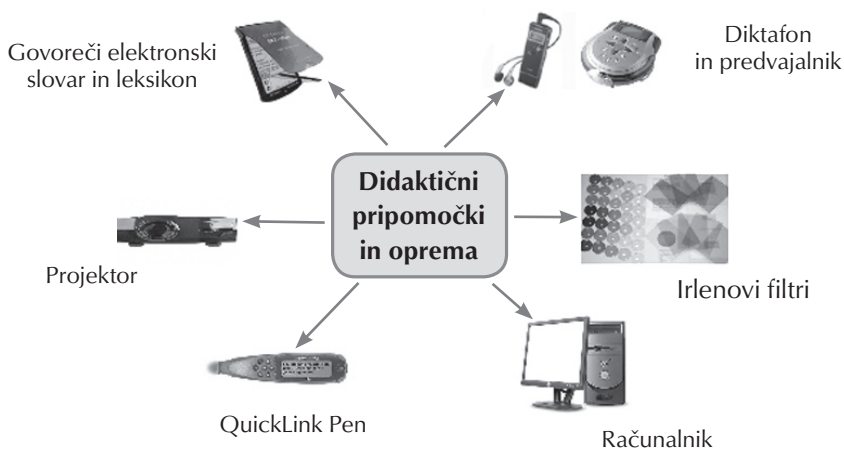 Govoreči elektronski
slovar in leksikon
Diktafon
in predvajalnik
Didaktični
pripomočki
in oprema
Projektor
Irlenovi filtri
QuickLink Pen
Računalnik